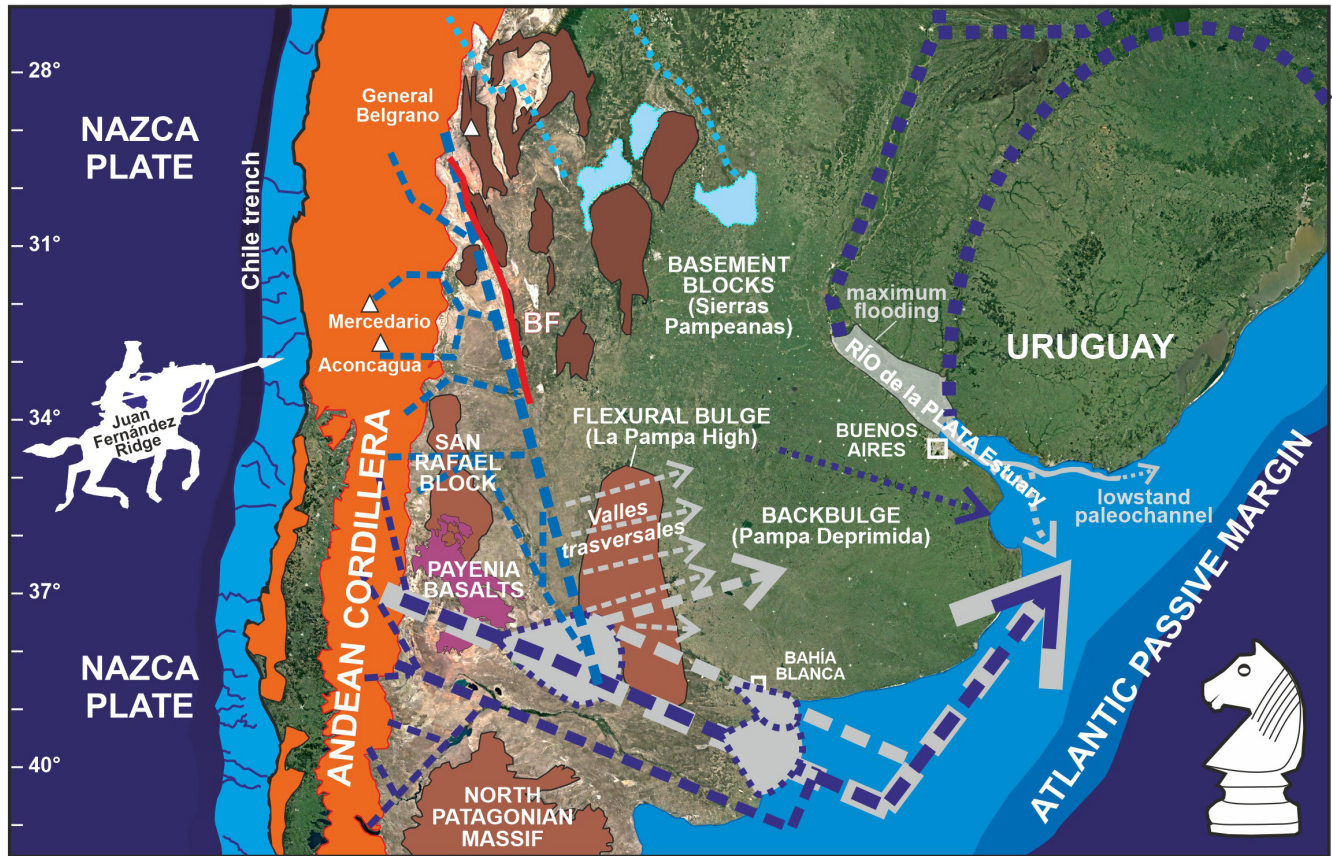 28°
31°
34°
37°
40°
NAZCA
PLATE
NAZCA
PLATE
Chile trench
Juan
Fernández
Ridge
General
Belgrano
Mercedario
Aconcagua
ANDEAN CORDILLERA
BF
BASEMENT
BLOCKS
(Sierras
Pampeanas)
maximum
flooding
RÍO de la PLATA Estuary
URUGUAY
SAN
RAFAEL
BLOCK
FLEXURAL BULGE
(La Pampa High)
BUENOS
AIRES
Valles
trasversales
BACKBULGE
(Pampa Deprimida)
lowstand
paleochannel
PAYENIA
BASALTS
BAHÍA
BLANCA
NORTH
PATAGONIAN
MASSIF
ATLANTIC PASSIVE MARGIN